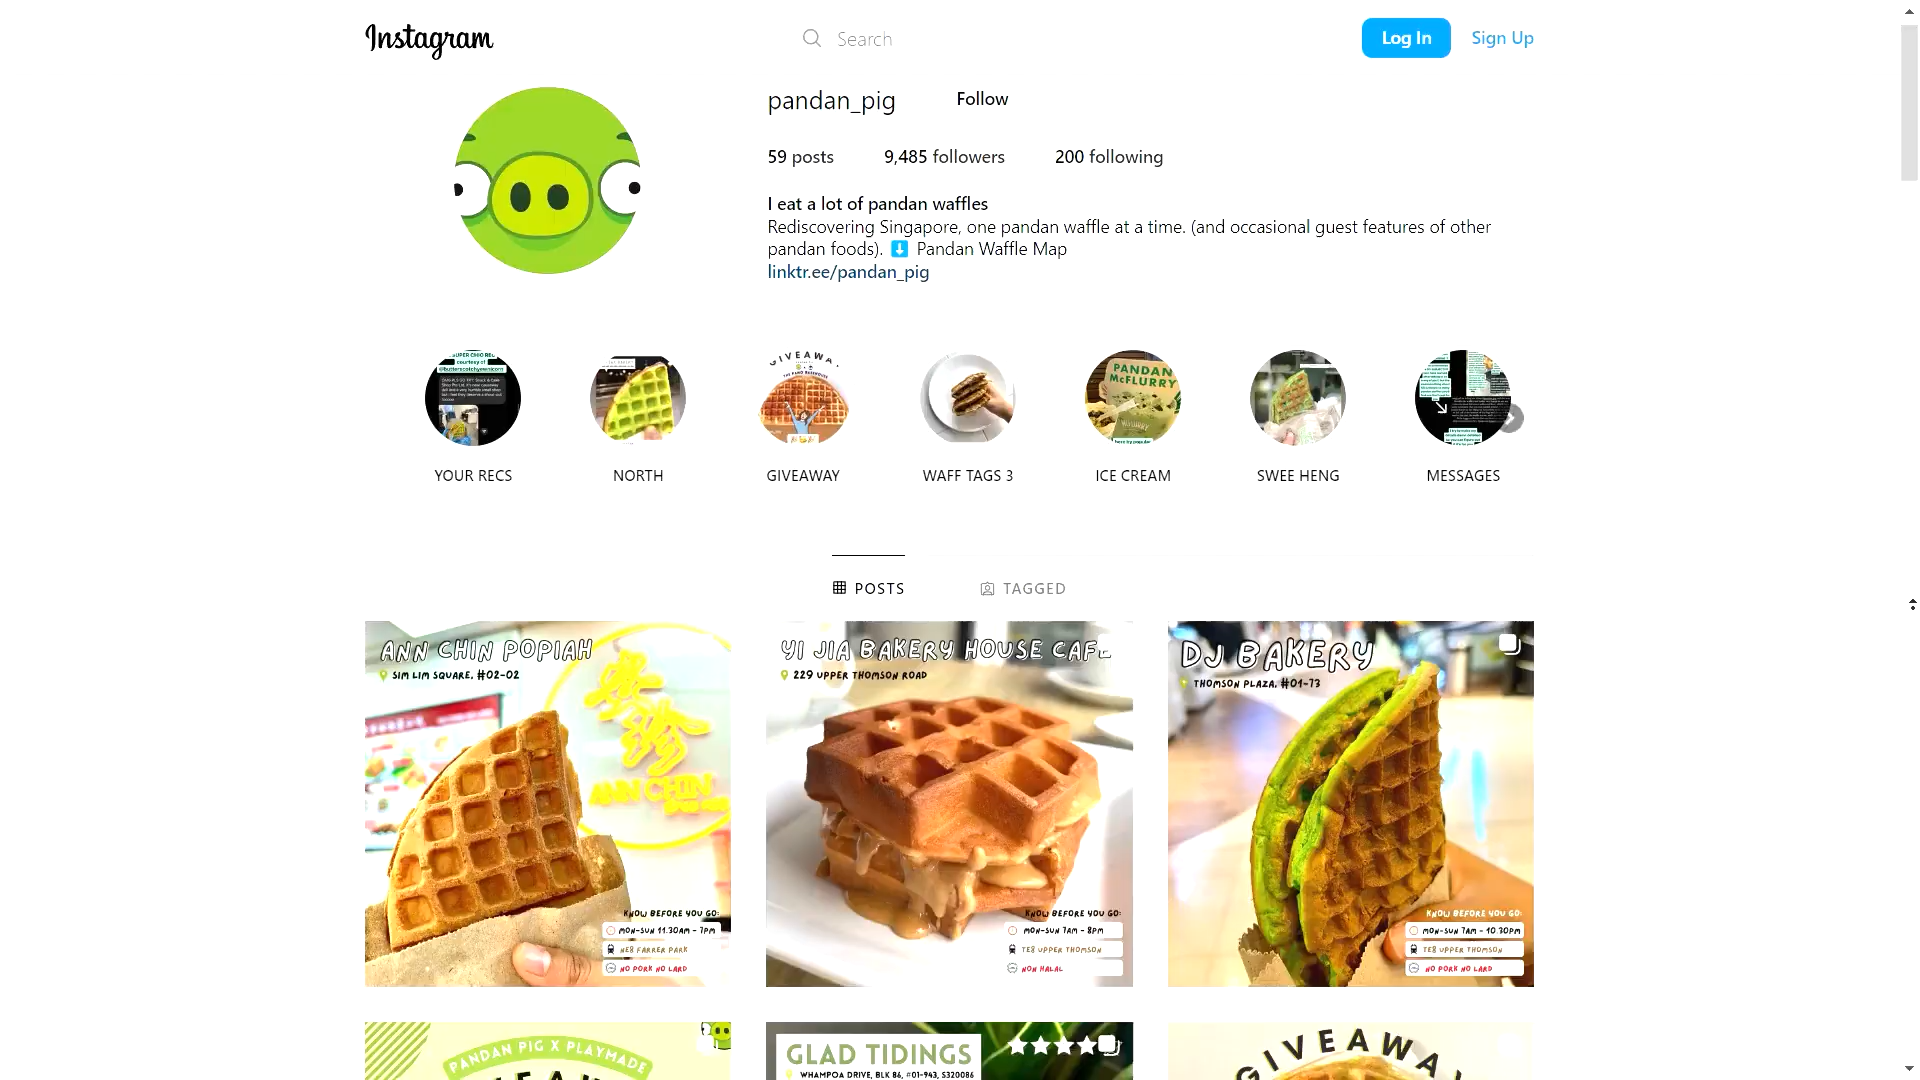 Instagram
Search
Log In
Sign Up
pandan_pig
Follow
59 posts
9,485 followers
200 following
I eat a lot of pandan waffles
Rediscovering Singapore, one pandan waffle at a time. (and occasional guest features of other
pandan foods). ⬇️ Pandan Waffle Map
linktr.ee/pandan_pig
GIVEAWA
PANDAN
McFLURRY
YOUR RECS
NORTH
GIVEAWAY
WAFF TAGS 3
ICE CREAM
SWEE HENG
MESSAGES
POSTS
TAGGED
ANN CHIN POPIAH
SIM LIM SQUARE, #02-02
ANN CHIN
KNOW BEFORE YOU GO:
MON-SUN 11.30AM - 7PM
NE8 FARRER PARK
NO PORK NO LARD
YI JIA BAKERY HOUSE CAFE
229 UPPER THOMSON ROAD
KNOW BEFORE YOU GO:
MON-SUN 7AM - 8PM
TE8 UPPER THOMSON
NON HALAL
DJ BAKERY
THOMSON PLAZA, #01-73
KNOW BEFORE YOU GO:
MON-SUN 7AM - 10.30PM
TE8 UPPER THOMSON
NO PORK NO LARD
PANDAN PIG X PLAYMADE
GLAD TIDINGS
WHAMPOA DRIVE, BLK 86, #01-943, S320086
GIVEAWAY